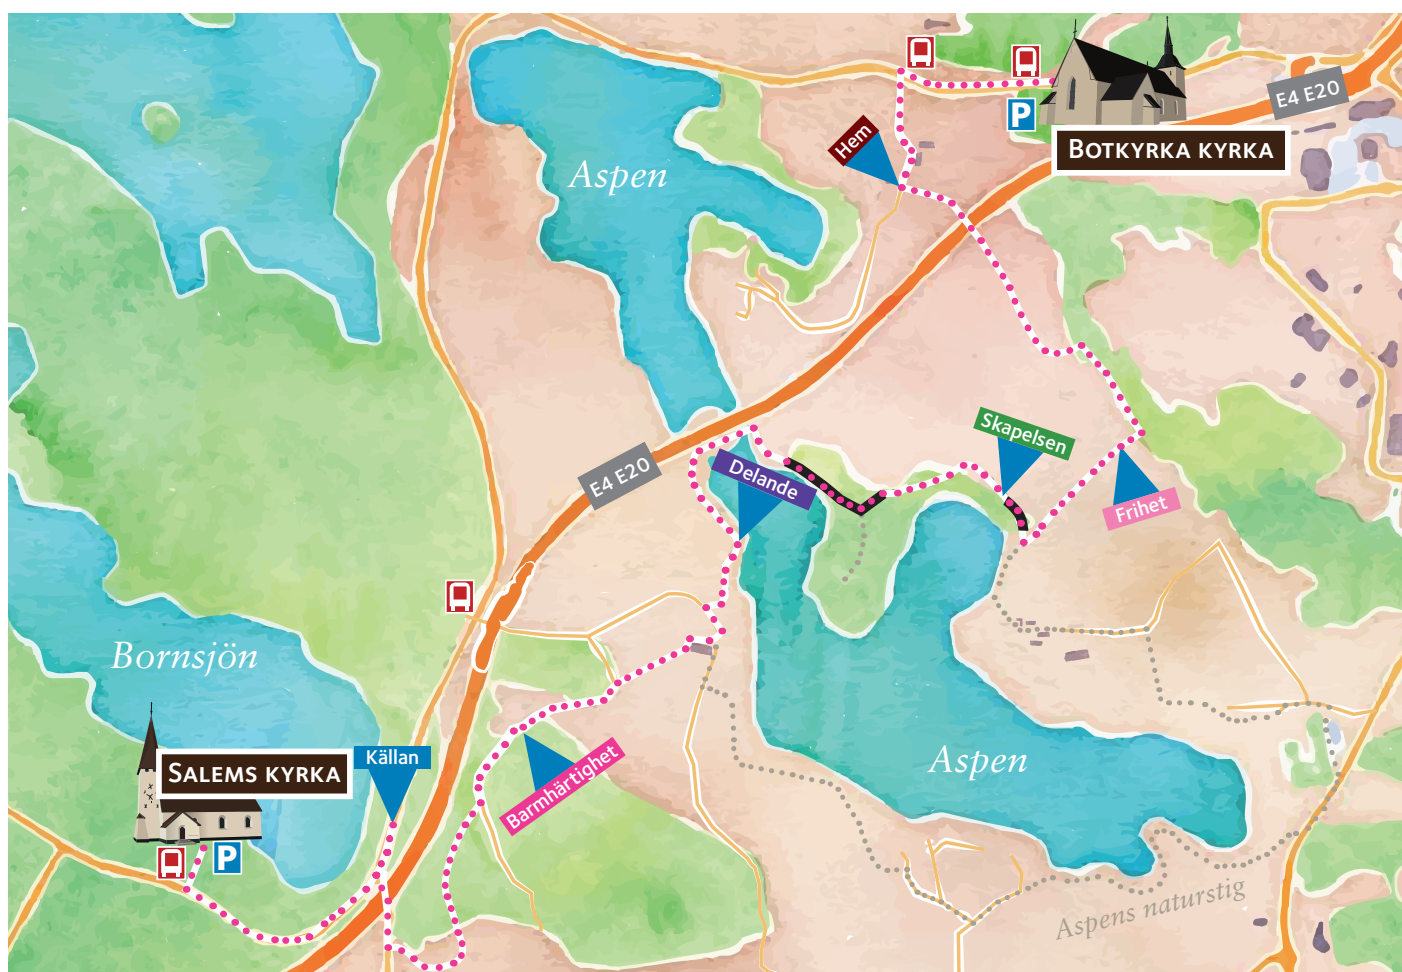 E4 E20
P
BOTKYRKA KYRKA
Hem
Aspen
Skapelsen
E4 E20
Delande
Frihet
Bornsjön
Källan
SALEMS KYRKA
Aspen
Barmhärtighet
P
Aspens naturstig